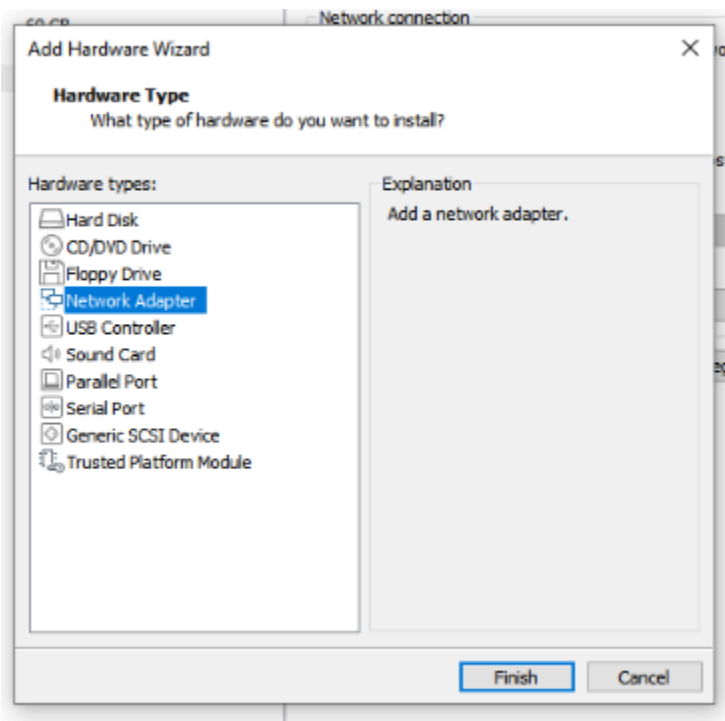 60 GB
Network connection
Add Hardware Wizard
Hardware Type
What type of hardware do you want to install?
Hardware types:
Hard Disk
CD/DVD Drive
Floppy Drive
Network Adapter
USB Controller
Sound Card
Parallel Port
Serial Port
Generic SCSI Device
Trusted Platform Module
Explanation
Add a network adapter.
Finish
Cancel